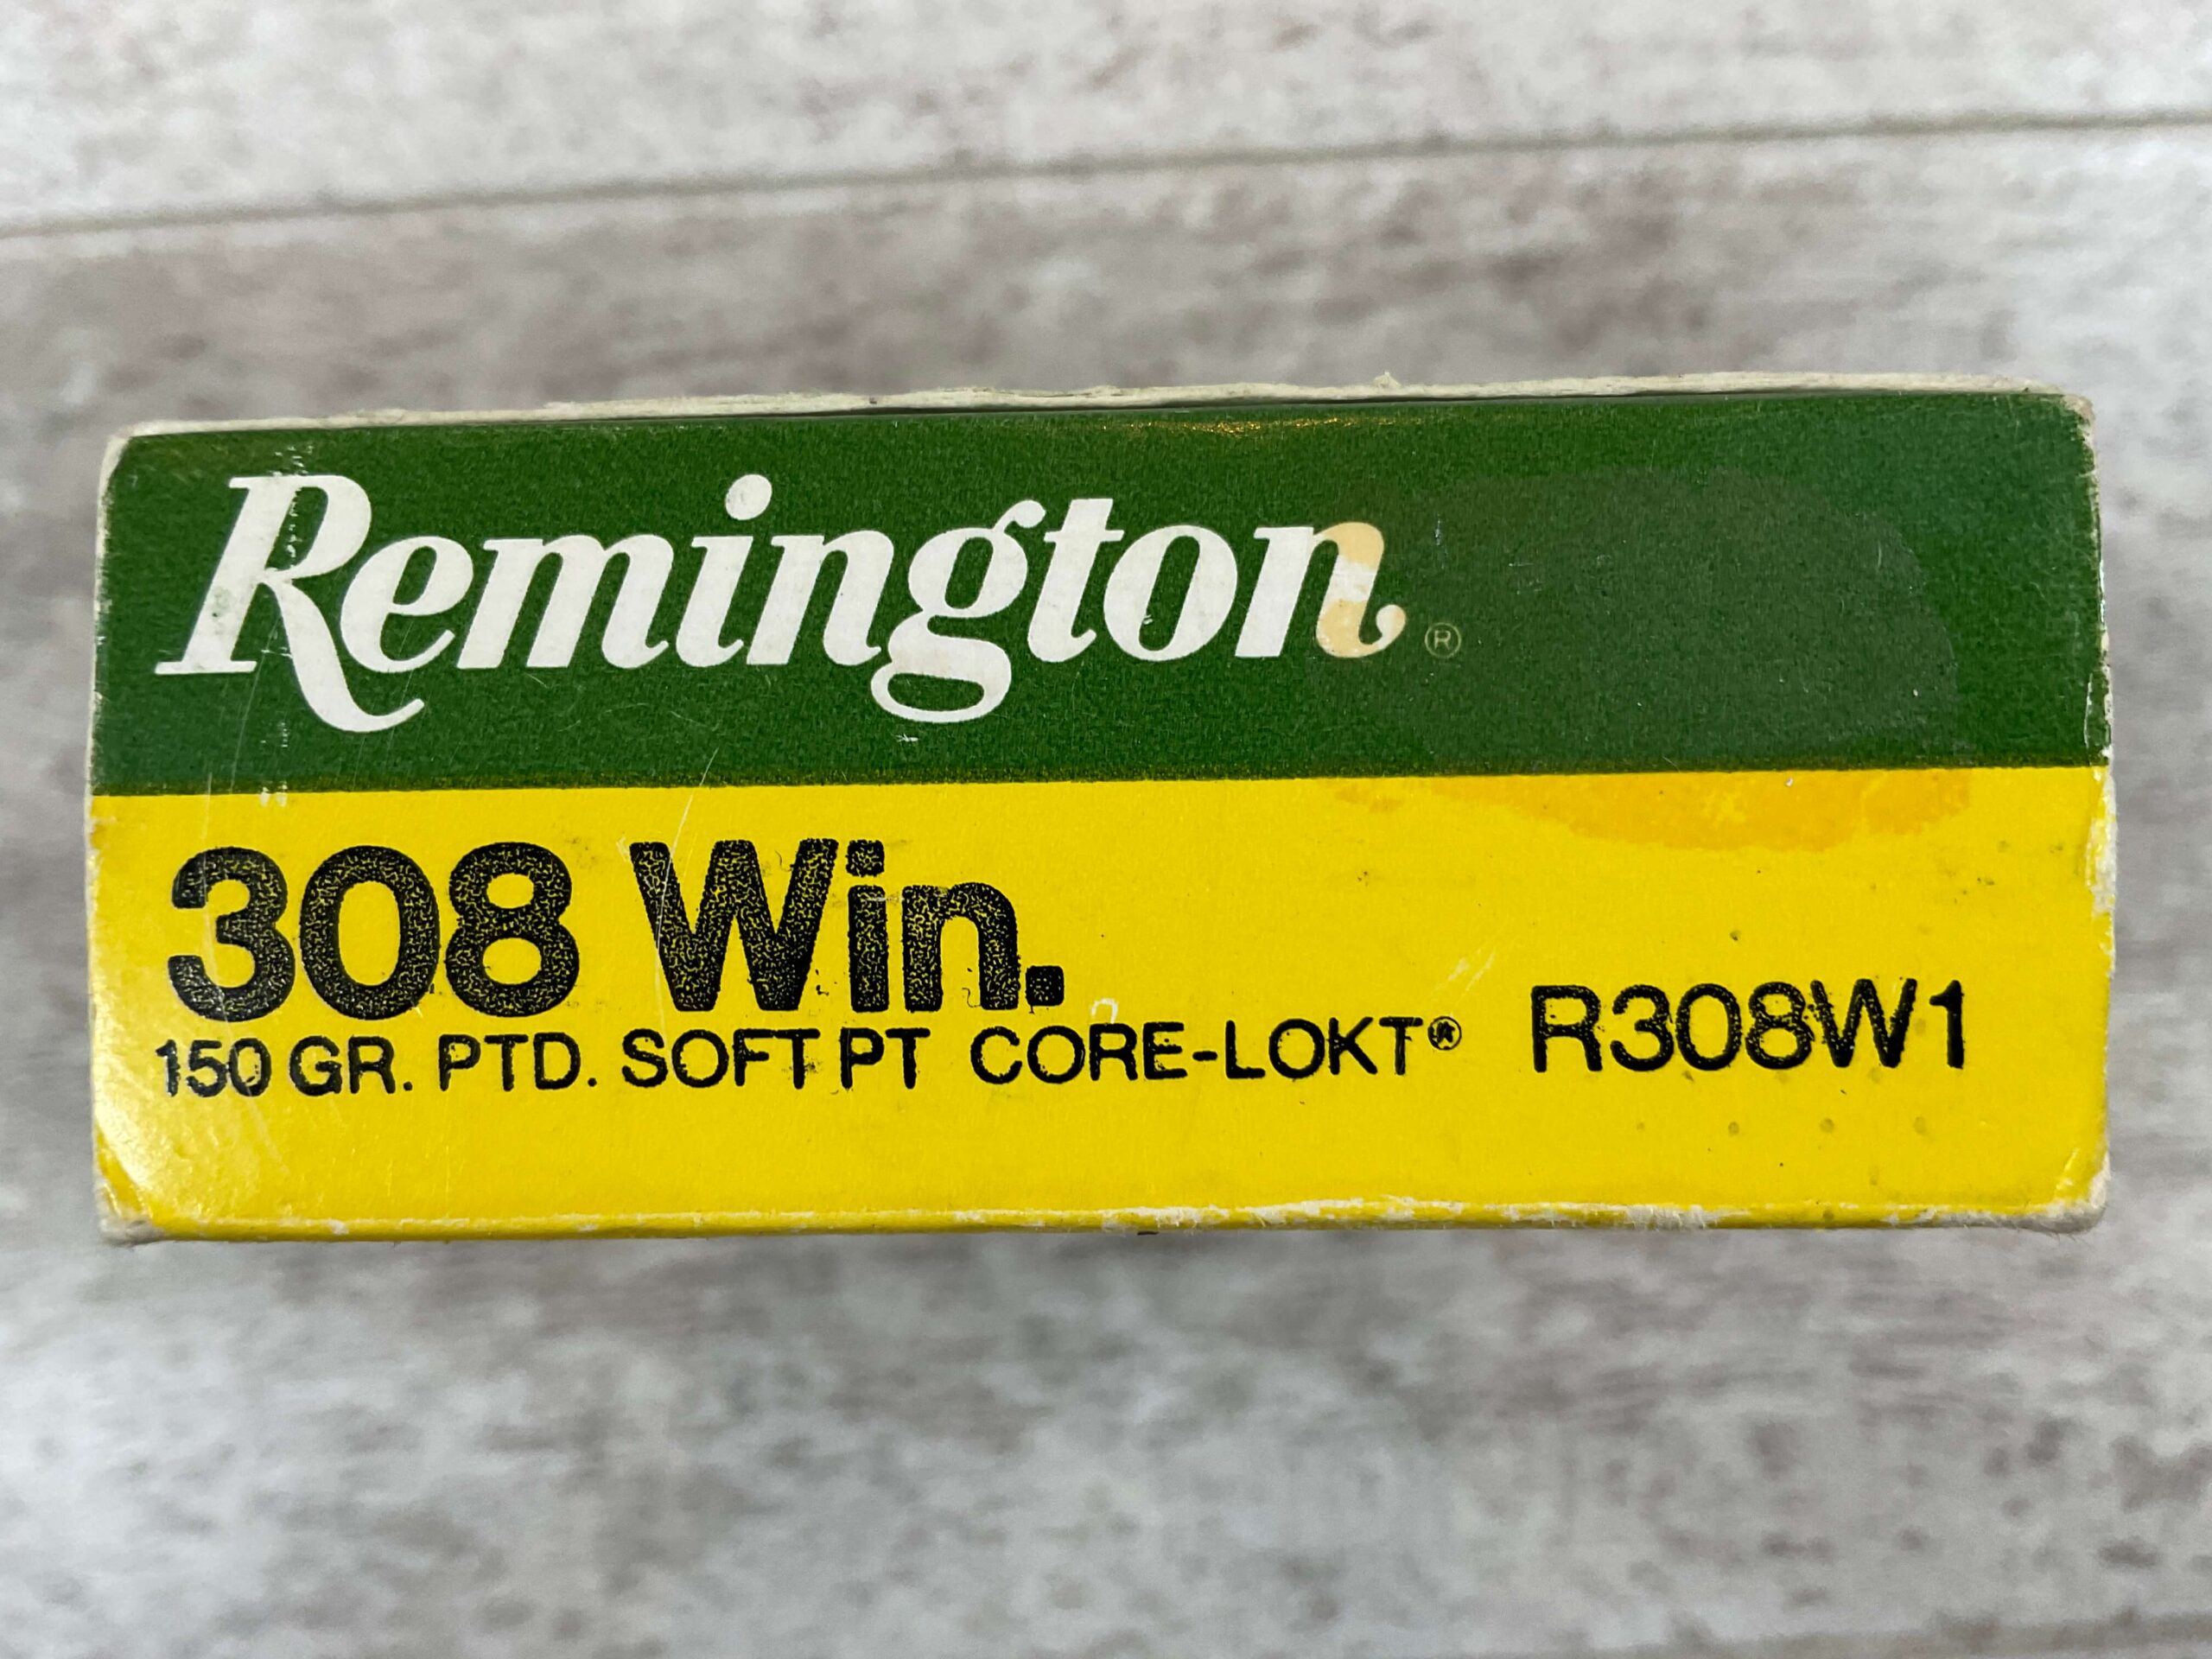 Remington®
308 Win.
150 GR. PTD. SOFT PT CORE-LOKT® R308W1